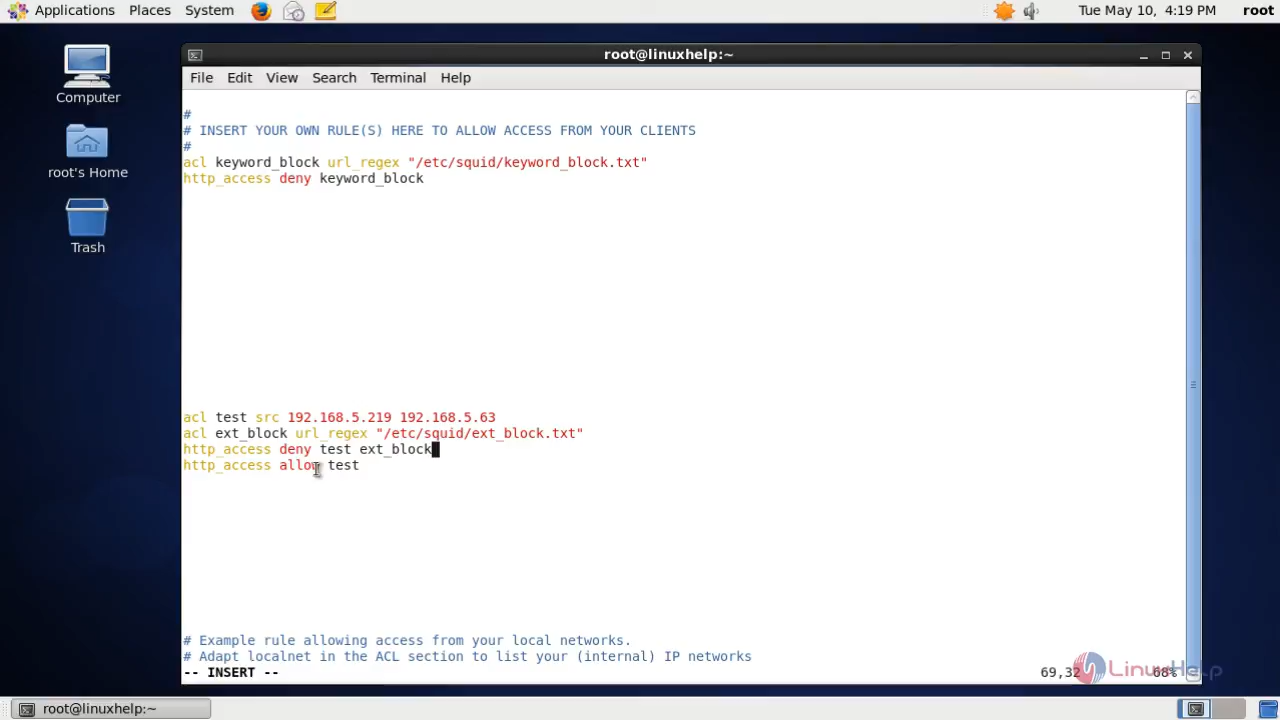 Applications Places System Tue May 10, 4:19 PM root
root@linuxhelp:~
File Edit View Search Terminal Help
Computer
root's Home
Trash
#
# INSERT YOUR OWN RULE(S) HERE TO ALLOW ACCESS FROM YOUR CLIENTS
#
acl keyword_block url_regex "/etc/squid/keyword_block.txt"
http_access deny keyword_block
acl test src 192.168.5.219 192.168.5.63
acl ext_block url_regex "/etc/squid/ext_block.txt"
http_access deny test ext_block
http_access allow test
# Example rule allowing access from your local networks.
# Adapt localnet in the ACL section to list your (internal) IP networks
-- INSERT -- 69,32 68%
LinuxHelp
root@linuxhelp:~